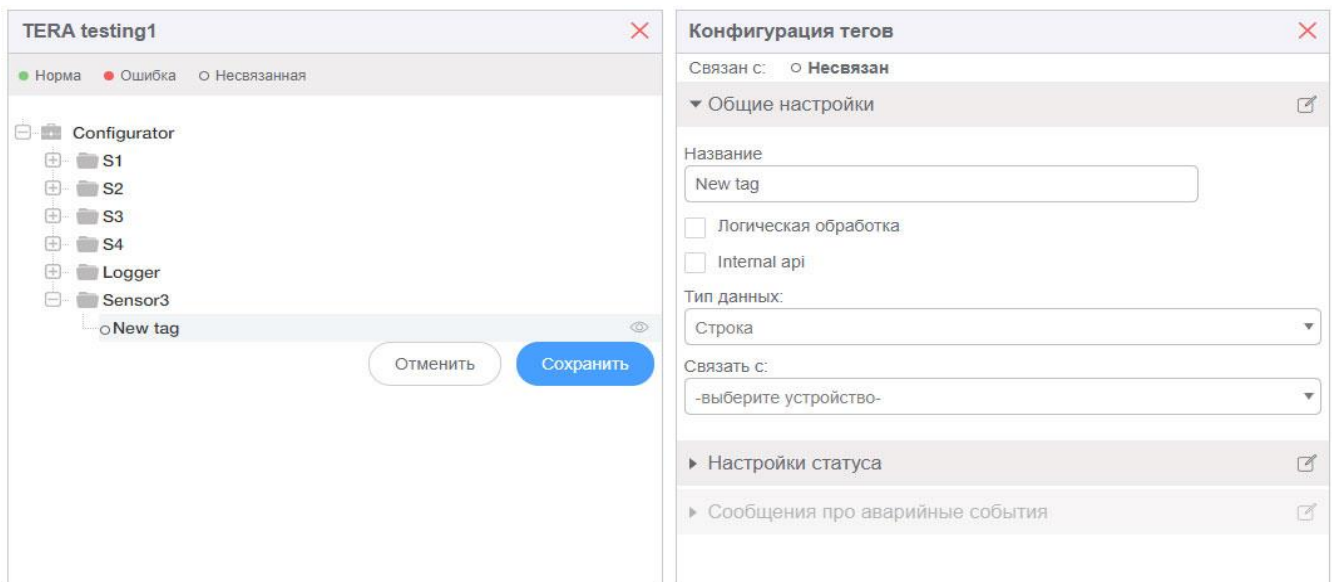 TERA testing1
Норма Ошибка Несвязанная
Configurator
S1
S2
S3
S4
Logger
Sensor3
New tag
Отменить Сохранить
Конфигурация тегов
Связан с: Несвязан
Общие настройки
Название
New tag
Логическая обработка
Internal api
Тип данных:
Строка
Связать с:
-выберите устройство-
Настройки статуса
Сообщения про аварийные события